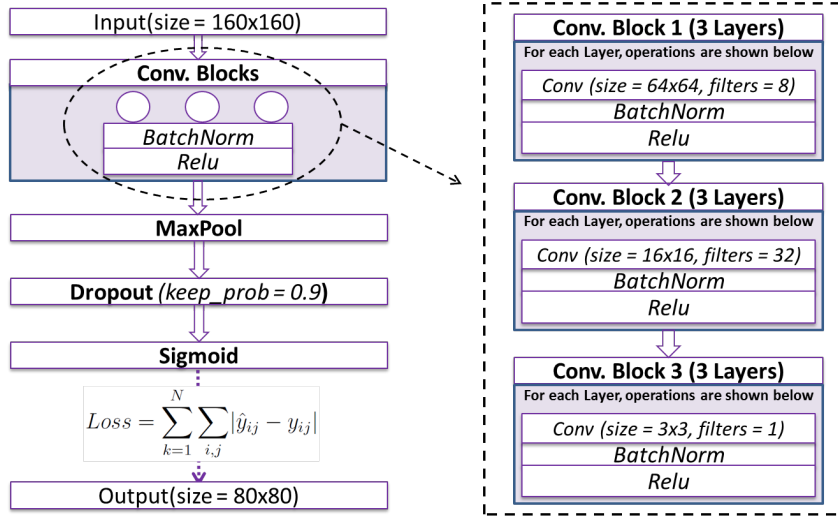 Input(size = 160x160)
Conv. Blocks
BatchNorm
Relu
MaxPool
Dropout (keep_prob = 0.9)
Sigmoid
Loss = \sum_{k=1}^{N} \sum_{i,j} |\hat{y}_{ij} - y_{ij}|
Output(size = 80x80)
Conv. Block 1 (3 Layers)
For each Layer, operations are shown below
Conv (size = 64x64, filters = 8)
BatchNorm
Relu
Conv. Block 2 (3 Layers)
For each Layer, operations are shown below
Conv (size = 16x16, filters = 32)
BatchNorm
Relu
Conv. Block 3 (3 Layers)
For each Layer, operations are shown below
Conv (size = 3x3, filters = 1)
BatchNorm
Relu